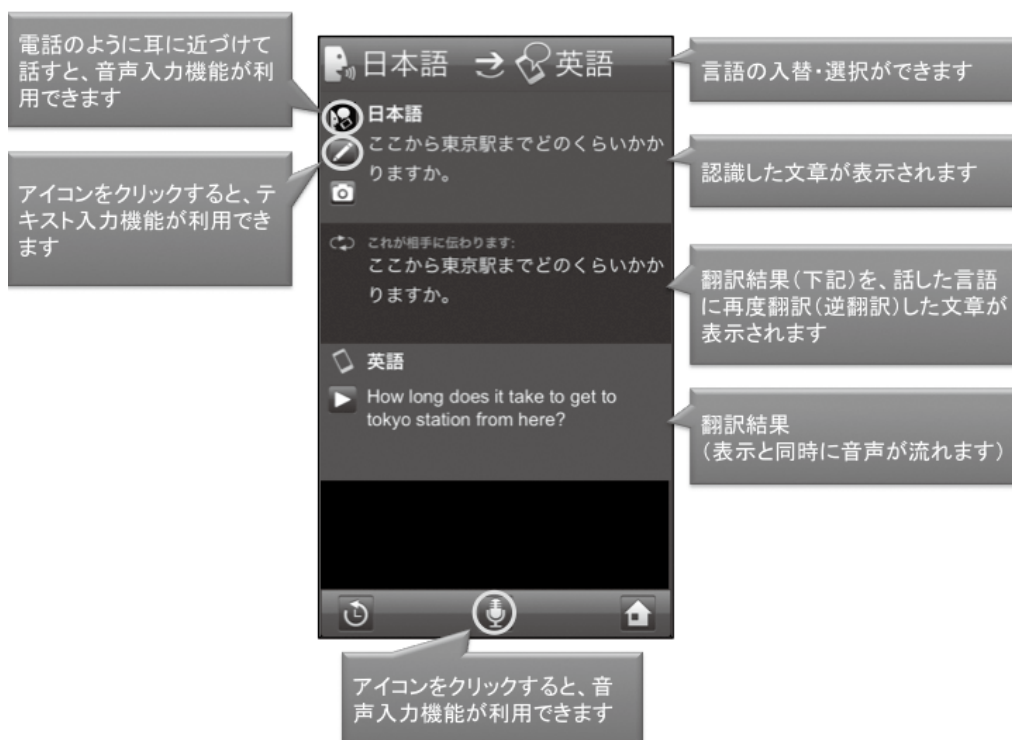 電話のように耳に近づけて
話すと、音声入力機能が利
用できます
アイコンをクリックすると、テ
キスト入力機能が利用でき
ます
日本語 英語
日本語
ここから東京駅までどのくらいかか
りますか。
これが相手に伝わります:
ここから東京駅までどのくらいかか
りますか。
英語
How long does it take to get to
tokyo station from here?
言語の入替・選択ができます
認識した文章が表示されます
翻訳結果(下記)を、話した言語
に再度翻訳(逆翻訳)した文章が
表示されます
翻訳結果
(表示と同時に音声が流れます)
アイコンをクリックすると、音
声入力機能が利用できます